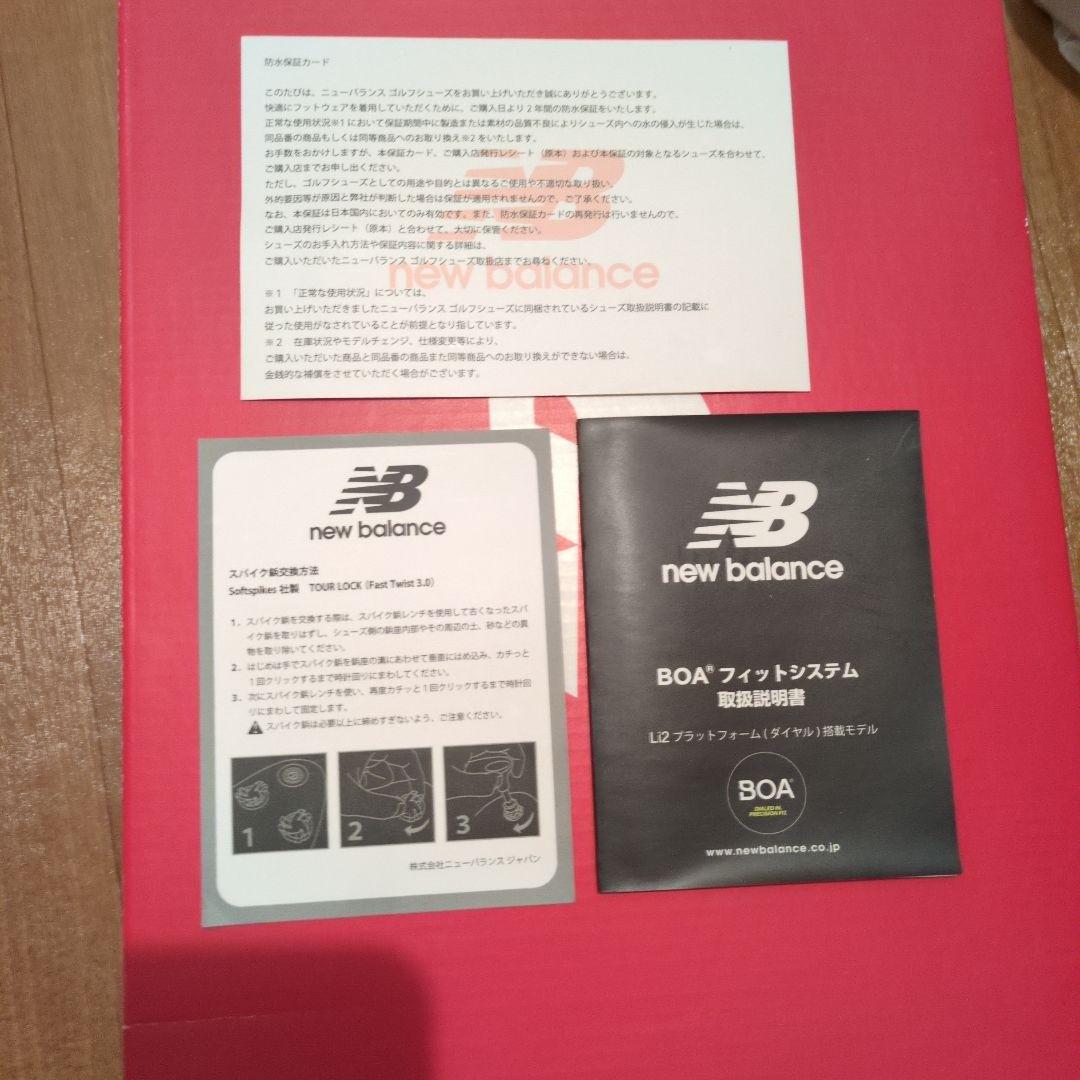 防水保証カード
このたびは、ニューバランス ゴルフシューズをお買い上げいただき誠にありがとうございます。
快適にフットウェアを着用していただくために、ご購入日より2年間の防水保証をいたします。
正常な使用状況※1において保証期間中に製造または素材の品質不良によりシューズ内への水の侵入が生じた場合は、
同品番の商品もしくは同等商品へのお取り換え※2をいたします。
お手数をおかけしますが、本保証カード、ご購入店発行レシート（原本）および本保証の対象となるシューズを合わせて、
ご購入店までお申し出ください。
ただし、ゴルフシューズとしての用途や目的とは異なるご使用や不適切な取り扱い、
外的要因等が原因と弊社が判断した場合は保証が適用されませんので、ご了承ください。
なお、本保証は日本国内においてのみ有効です。また、防水保証カードの再発行は行いませんので、
ご購入店発行レシート（原本）と合わせて、大切に保管ください。
シューズのお手入れ方法や保証内容に関する詳細は、
ご購入いただいたニューバランス ゴルフシューズ取扱店までお尋ねください。
NB
new balance
※1 「正常な使用状況」については、
お買い上げいただきましたニューバランス ゴルフシューズに同梱されているシューズ取扱説明書の記載に
従った使用がなされていることが前提となり指しています。
※2 在庫状況やモデルチェンジ、仕様変更等により、
ご購入いただいた商品と同品番の商品また同等商品へのお取り換えができない場合は、
金銭的な補償をさせていただく場合がございます。
NB
new balance
スパイク鋲交換方法
Softspikes 社製 TOUR LOCK（Fast Twist 3.0）
1. スパイク鋲を交換する際は、スパイク鋲レンチを使用して古くなったスパ
イク鋲を取りはずし、シューズ側の鋲座内部やその周辺の土、砂などの異
物を取り除いてください。
2. はじめは手でスパイク鋲を鋲座の溝にあわせて垂直にはめ込み、カチっと
1回クリックするまで時計回りにまわしてください。
3. 次にスパイク鋲レンチを使い、再度カチッと1回クリックするまで時計回
りにまわして固定します。
スパイク鋲は必要以上に締めすぎないよう、ご注意ください。
1 2 3
株式会社ニューバランス ジャパン
NB
new balance
BOA® フィットシステム
取扱説明書
Li2 プラットフォーム(ダイヤル)搭載モデル
BOA®
DIALED IN.
PRECISION FIT.
www.newbalance.co.jp